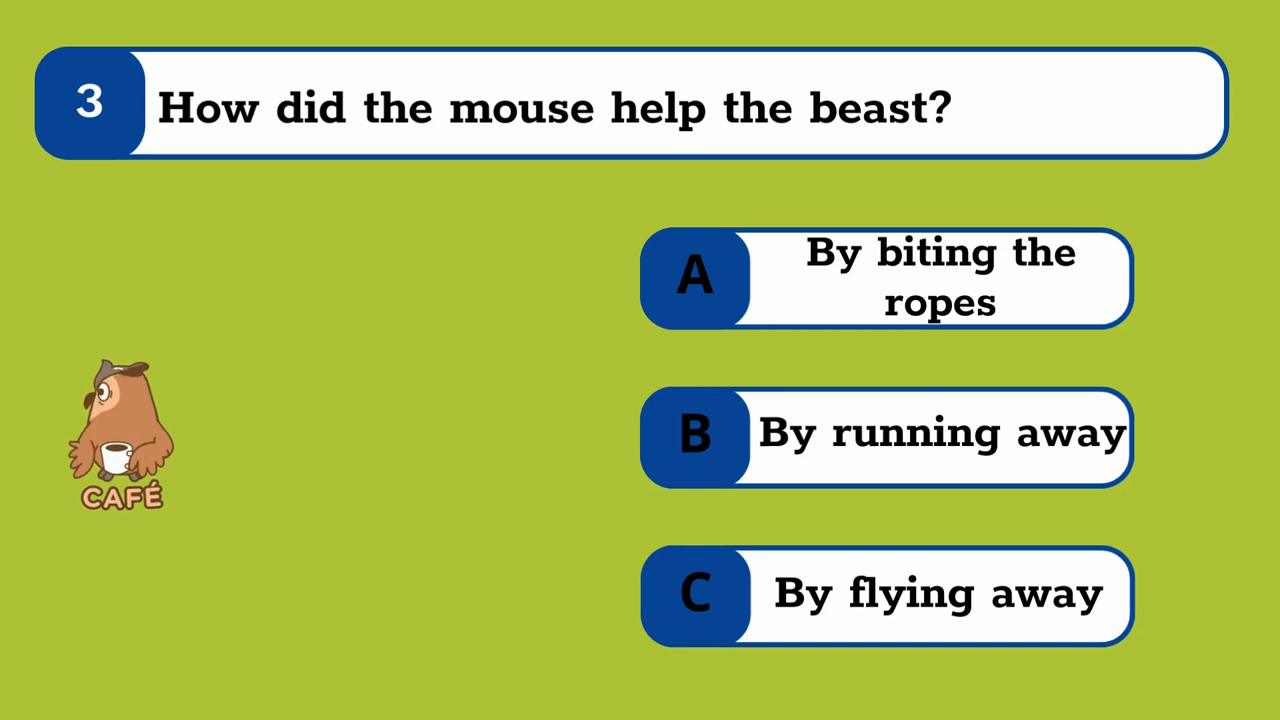 3
How did the mouse help the beast?
A
By biting the
ropes
B
By running away
C
By flying away
CAFÉ